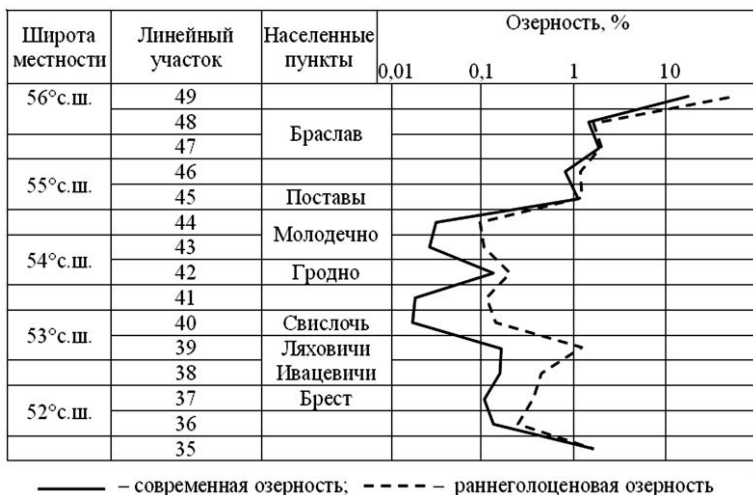 Широта местности Линейный участок Населенные пункты Озерность, %
0,01 0,1 1 10
56°с.ш. 49
48
Браслав
47
46
55°с.ш. 45 Поставы
44
Молодечно
43
54°с.ш. 42 Гродно
41
40 Свислочь
53°с.ш. 39 Ляховичи
38 Ивацевичи
37 Брест
52°с.ш. 36
35
– современная озерность; – раннеголоценовая озерность